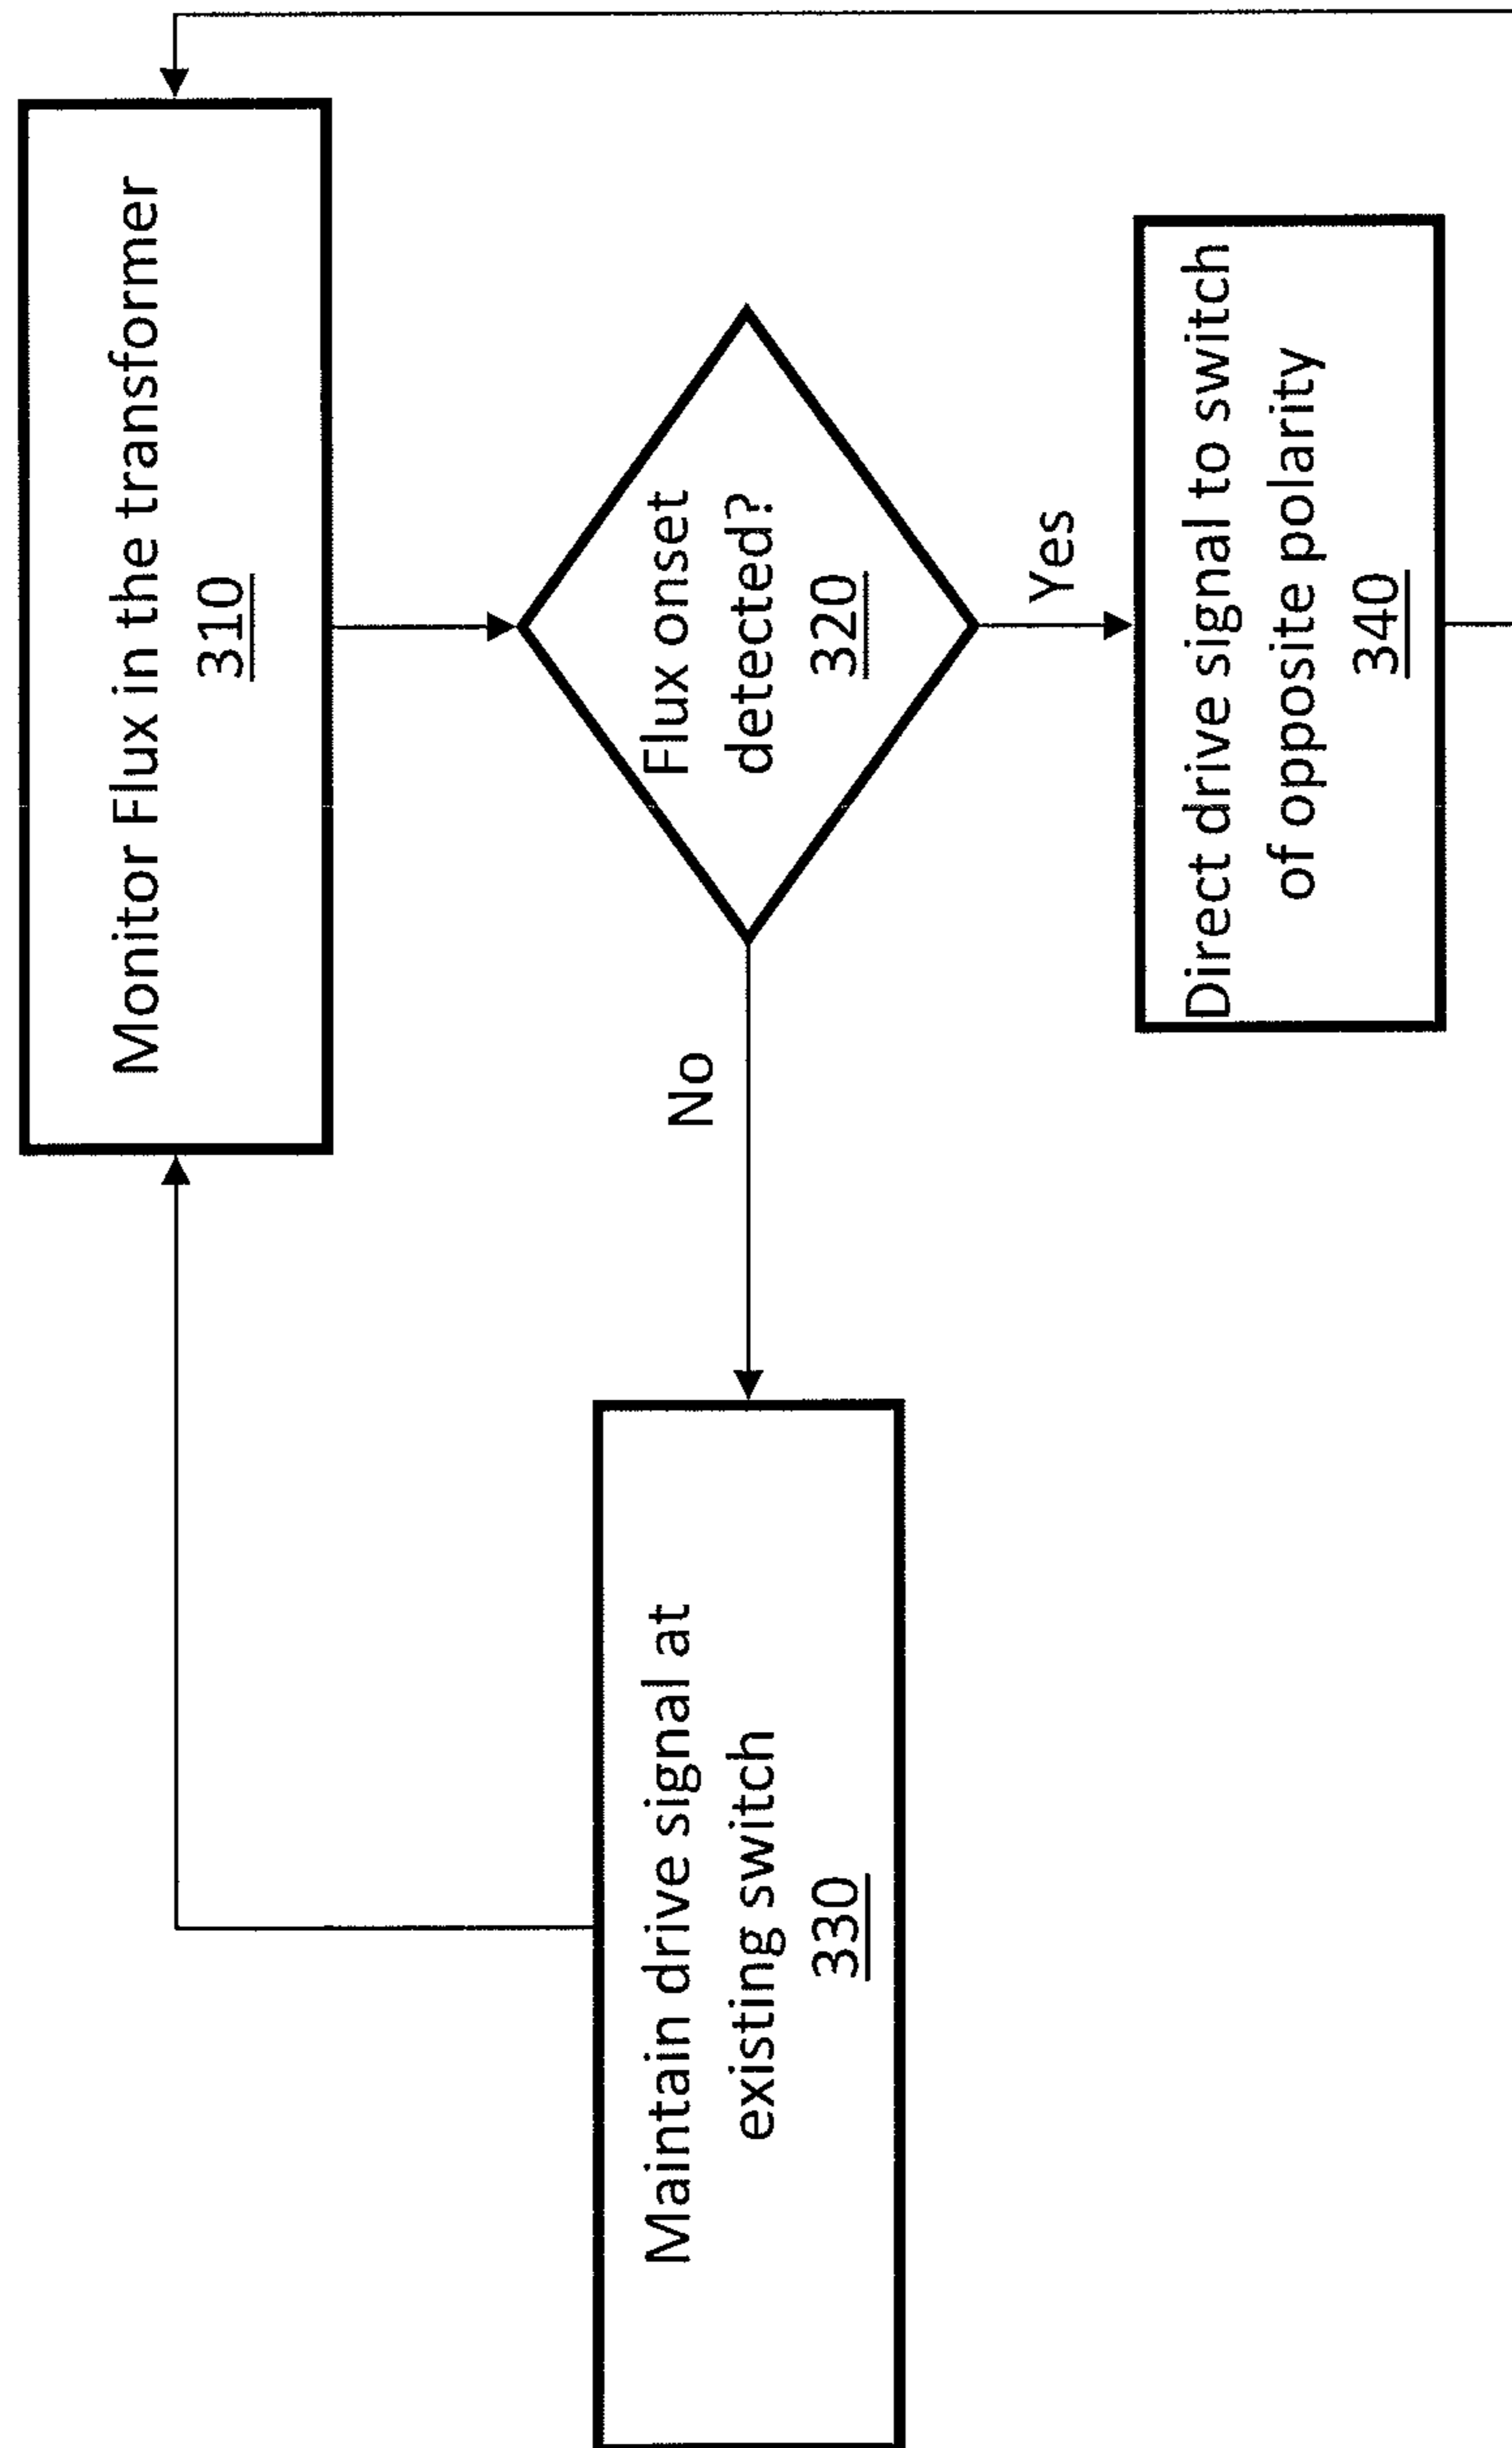 Monitor Flux in the transformer
310
Flux onset
detected?
320
No
Yes
Maintain drive signal at
existing switch
330
Direct drive signal to switch
of opposite polarity
340